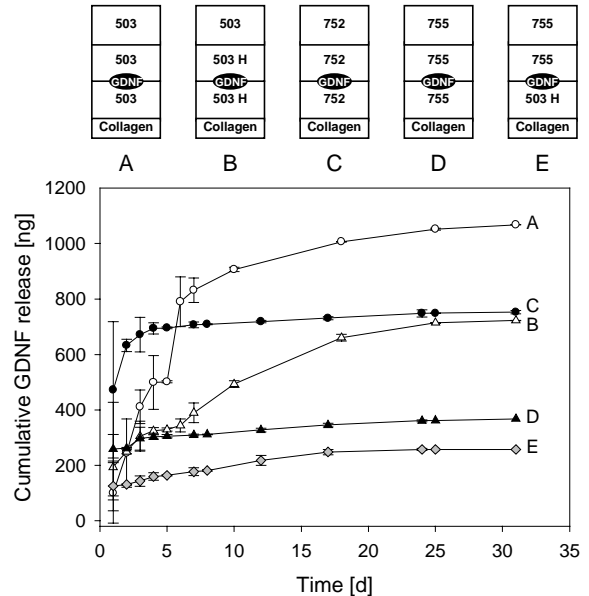 503 503 752 755 755
503 503 H 752 755 755
GDNF GDNF GDNF GDNF GDNF
503 503 H 752 755 503 H
Collagen Collagen Collagen Collagen Collagen
A B C D E
1200
1000
800
600
400
200
0
Cumulative GDNF release [ng]
A
C
B
D
E
0 5 10 15 20 25 30 35
Time [d]